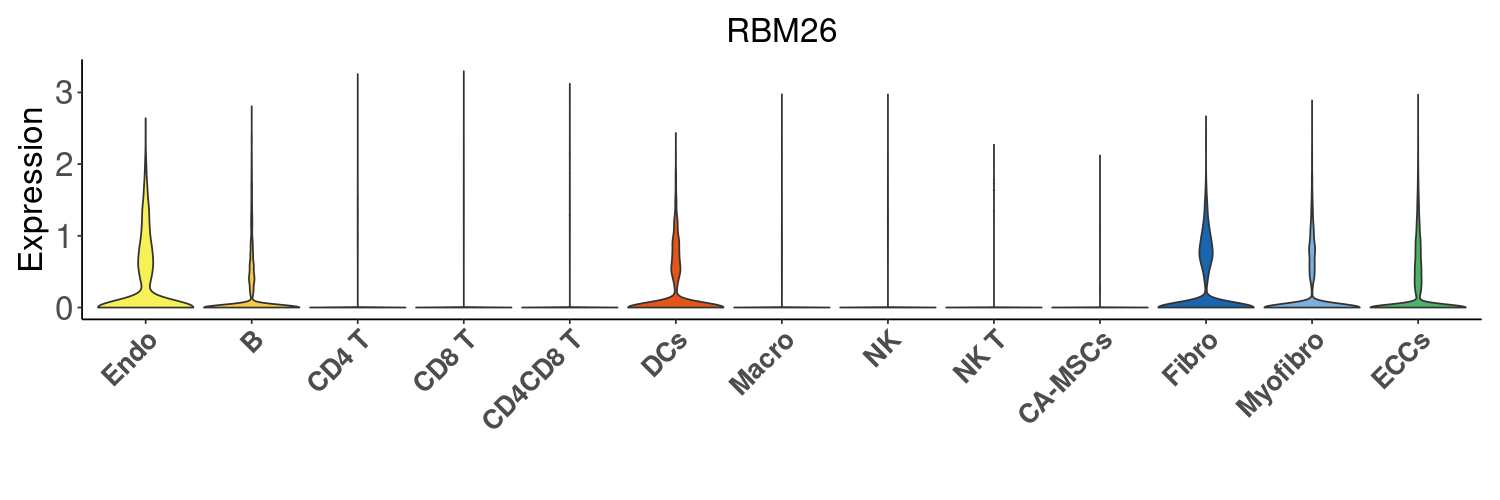 RBM26
Expression
3
2
1
0
Endo
B
CD4 T
CD8 T
CD4CD8 T
DCs
Macro
NK
NK T
CA-MSCs
Fibro
Myofibro
ECCs